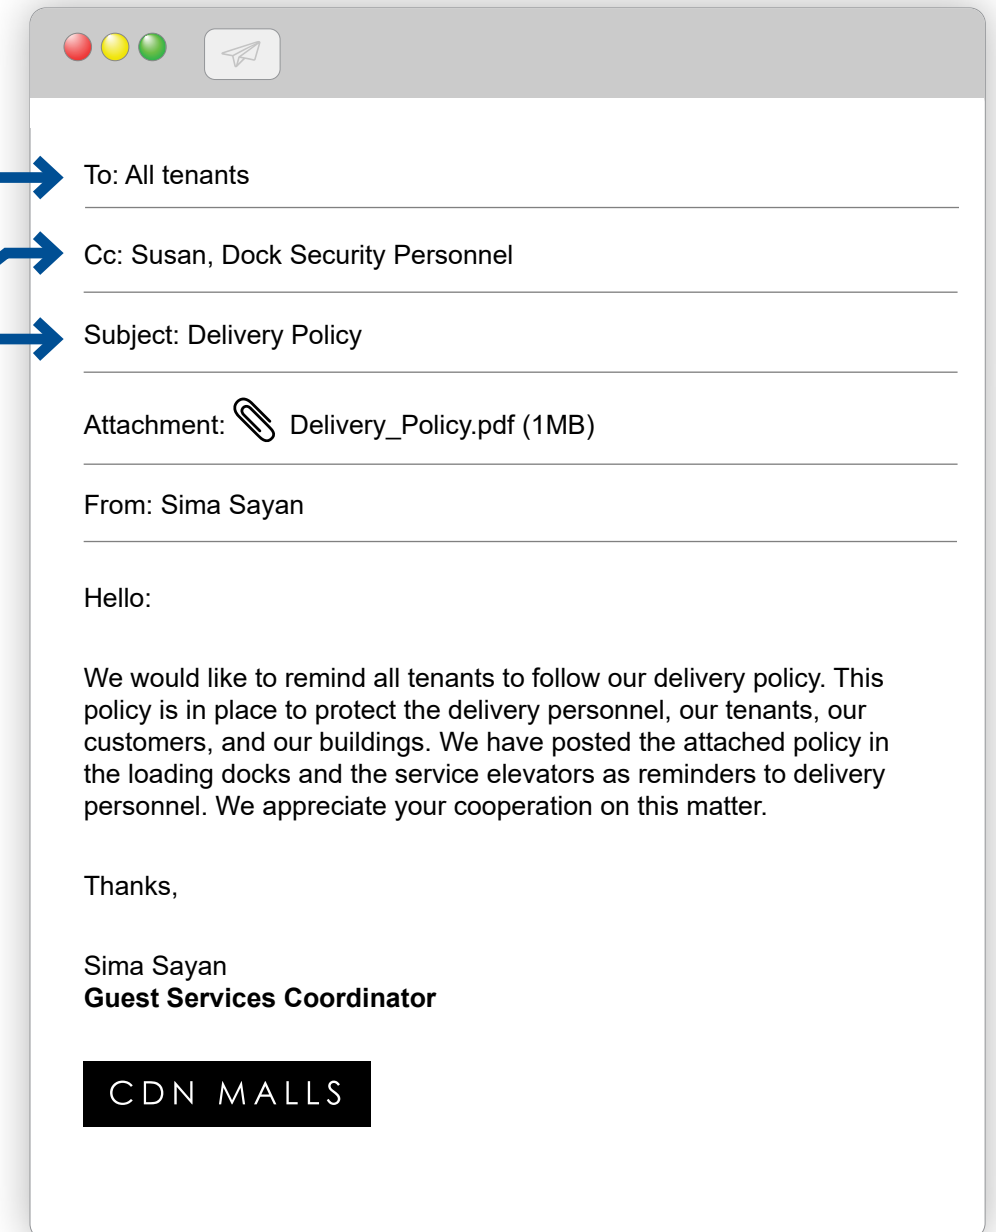 To: All tenants
Cc: Susan, Dock Security Personnel
Subject: Delivery Policy
Attachment: Delivery_Policy.pdf (1MB)
From: Sima Sayan
Hello:
We would like to remind all tenants to follow our delivery policy. This
policy is in place to protect the delivery personnel, our tenants, our
customers, and our buildings. We have posted the attached policy in
the loading docks and the service elevators as reminders to delivery
personnel. We appreciate your cooperation on this matter.
Thanks,
Sima Sayan
Guest Services Coordinator
CDN MALLS